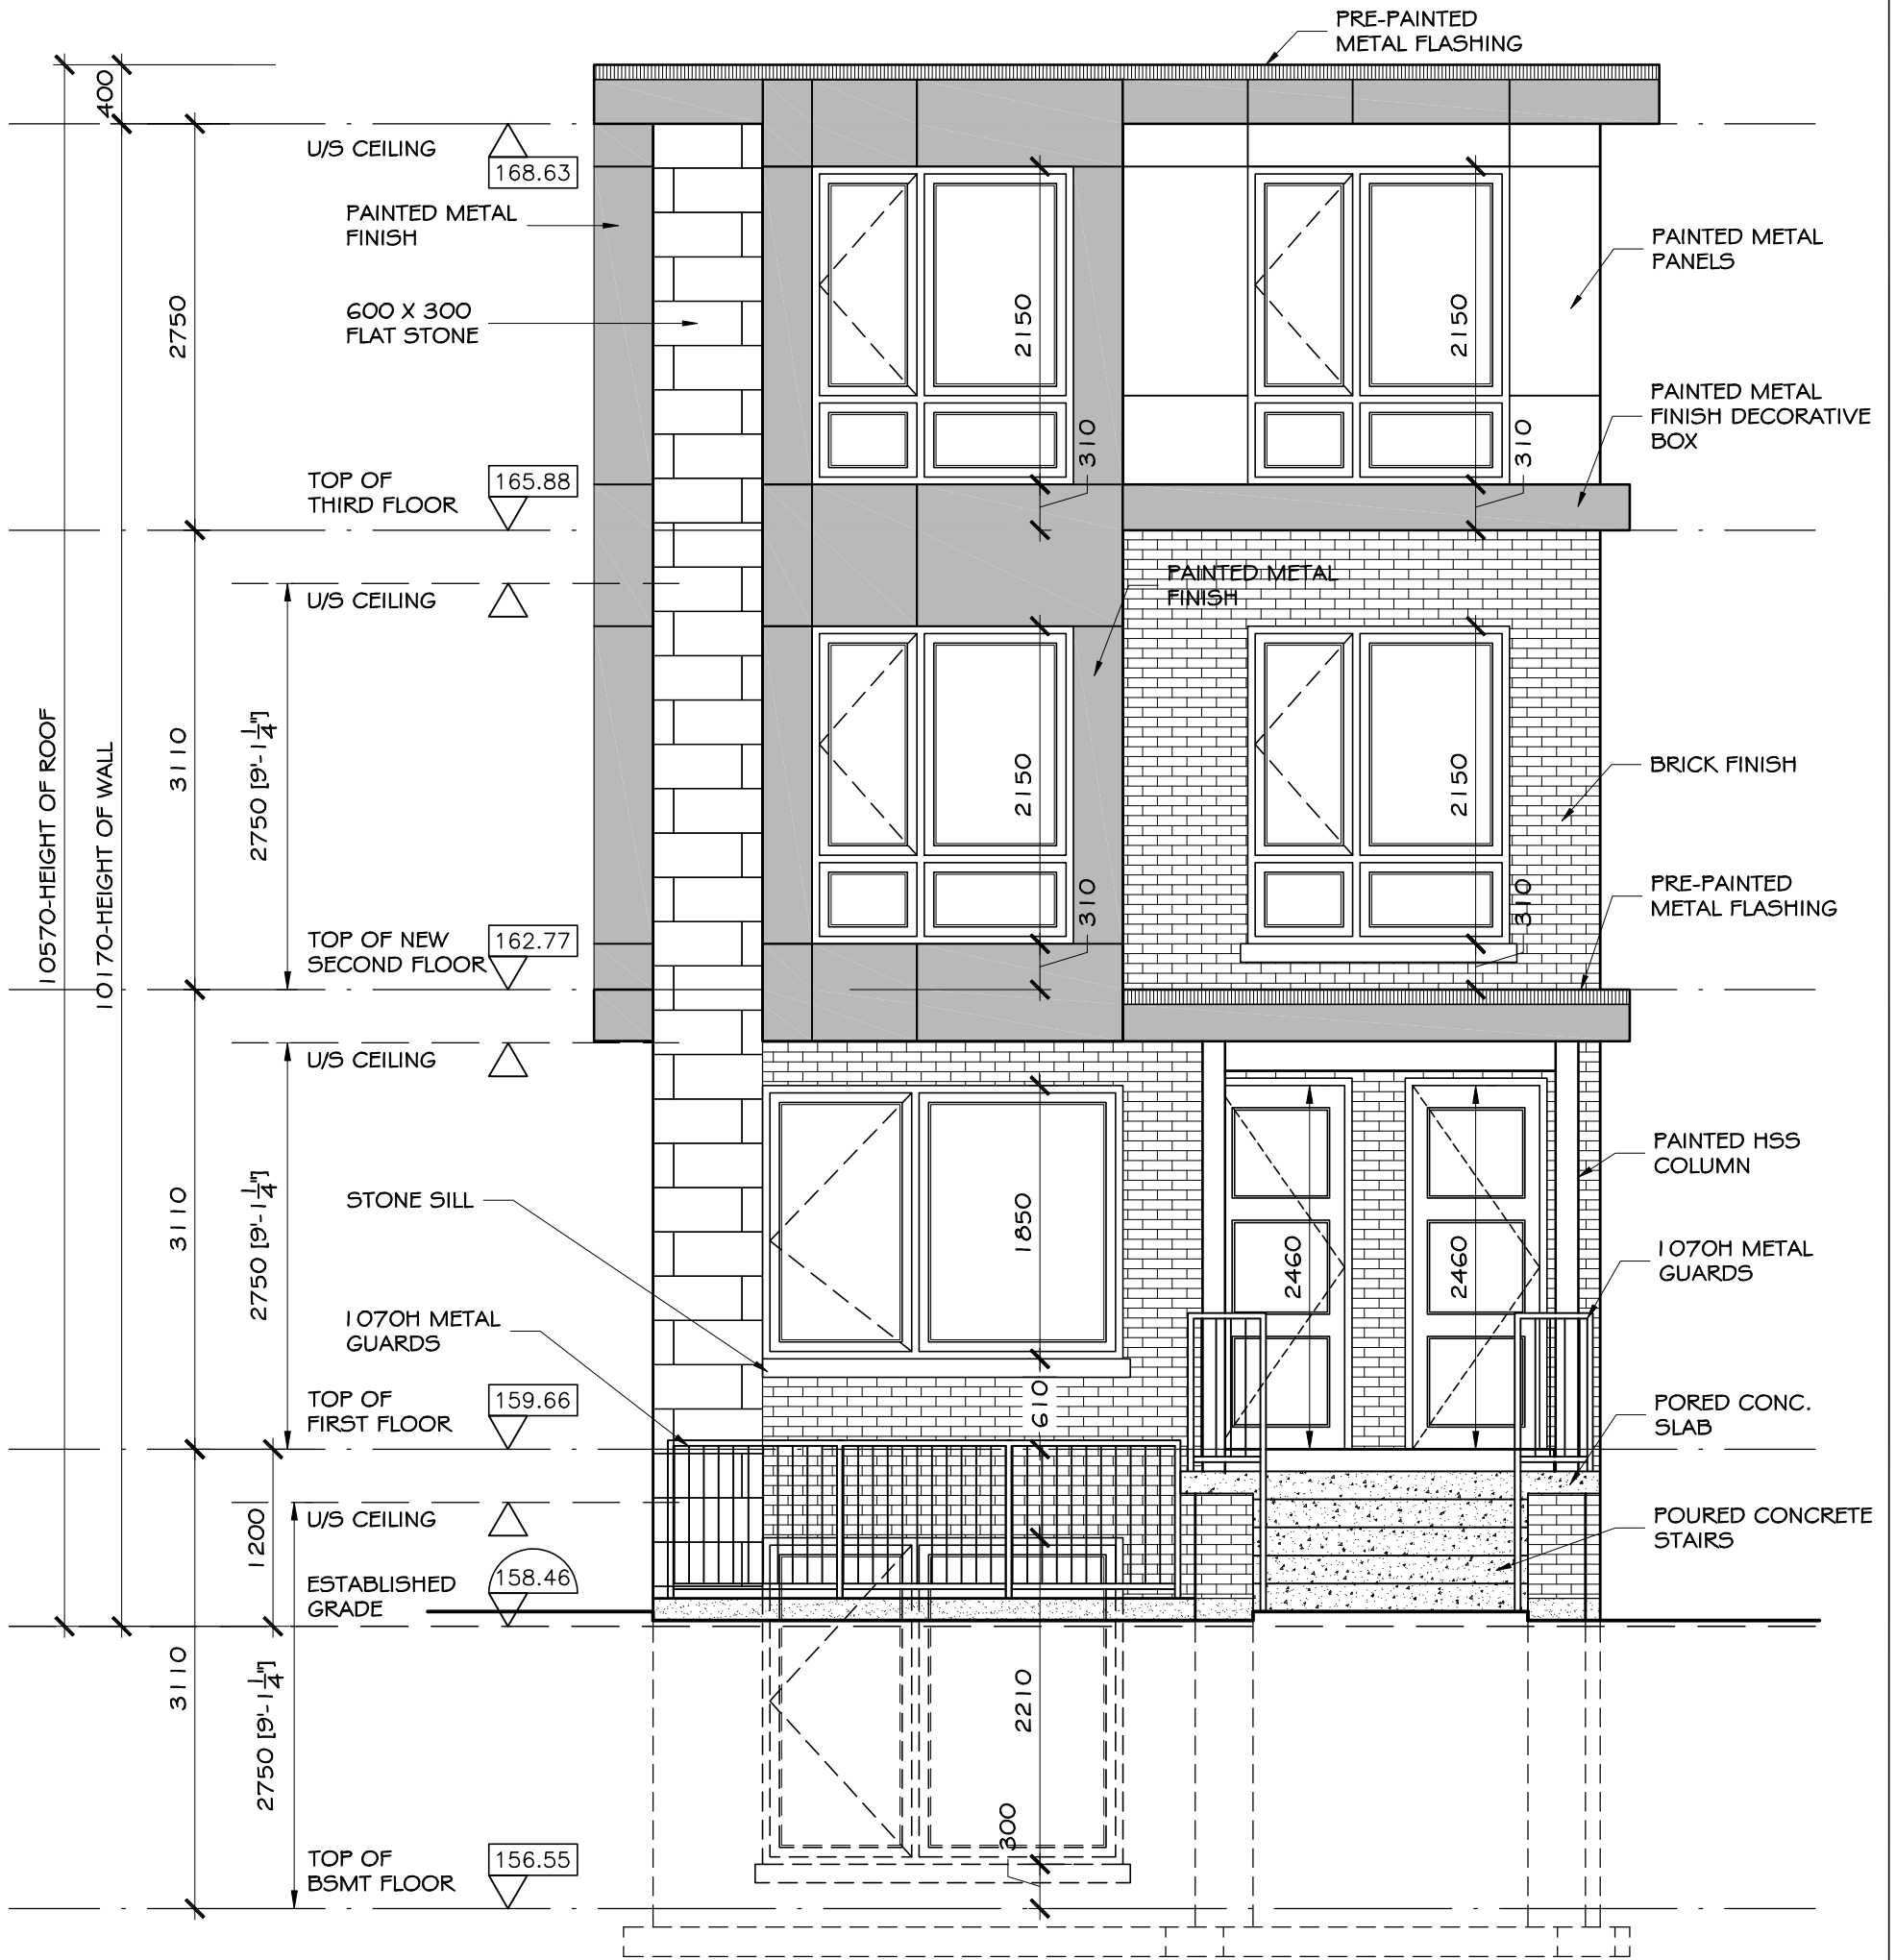 PRE-PAINTED
METAL FLASHING
400
U/S CEILING
168.63
PAINTED METAL
FINISH
PAINTED METAL
PANELS
600 X 300
FLAT STONE
2750
2150
2150
PAINTED METAL
FINISH DECORATIVE
BOX
310
310
TOP OF
THIRD FLOOR
165.88
PAINTED METAL
FINISH
U/S CEILING
10570-HEIGHT OF ROOF
10170-HEIGHT OF WALL
3110
2750 [9'-1 1/4"]
2150
2150
BRICK FINISH
310
310
PRE-PAINTED
METAL FLASHING
TOP OF NEW
SECOND FLOOR
162.77
U/S CEILING
PAINTED HSS
COLUMN
3110
2750 [9'-1 1/4"]
STONE SILL
1850
2460
2460
1070H METAL
GUARDS
1070H METAL
GUARDS
610
TOP OF
FIRST FLOOR
159.66
PORED CONC.
SLAB
1200
U/S CEILING
POURED CONCRETE
STAIRS
ESTABLISHED
GRADE
158.46
3110
2750 [9'-1 1/4"]
2210
300
TOP OF
BSMT FLOOR
156.55